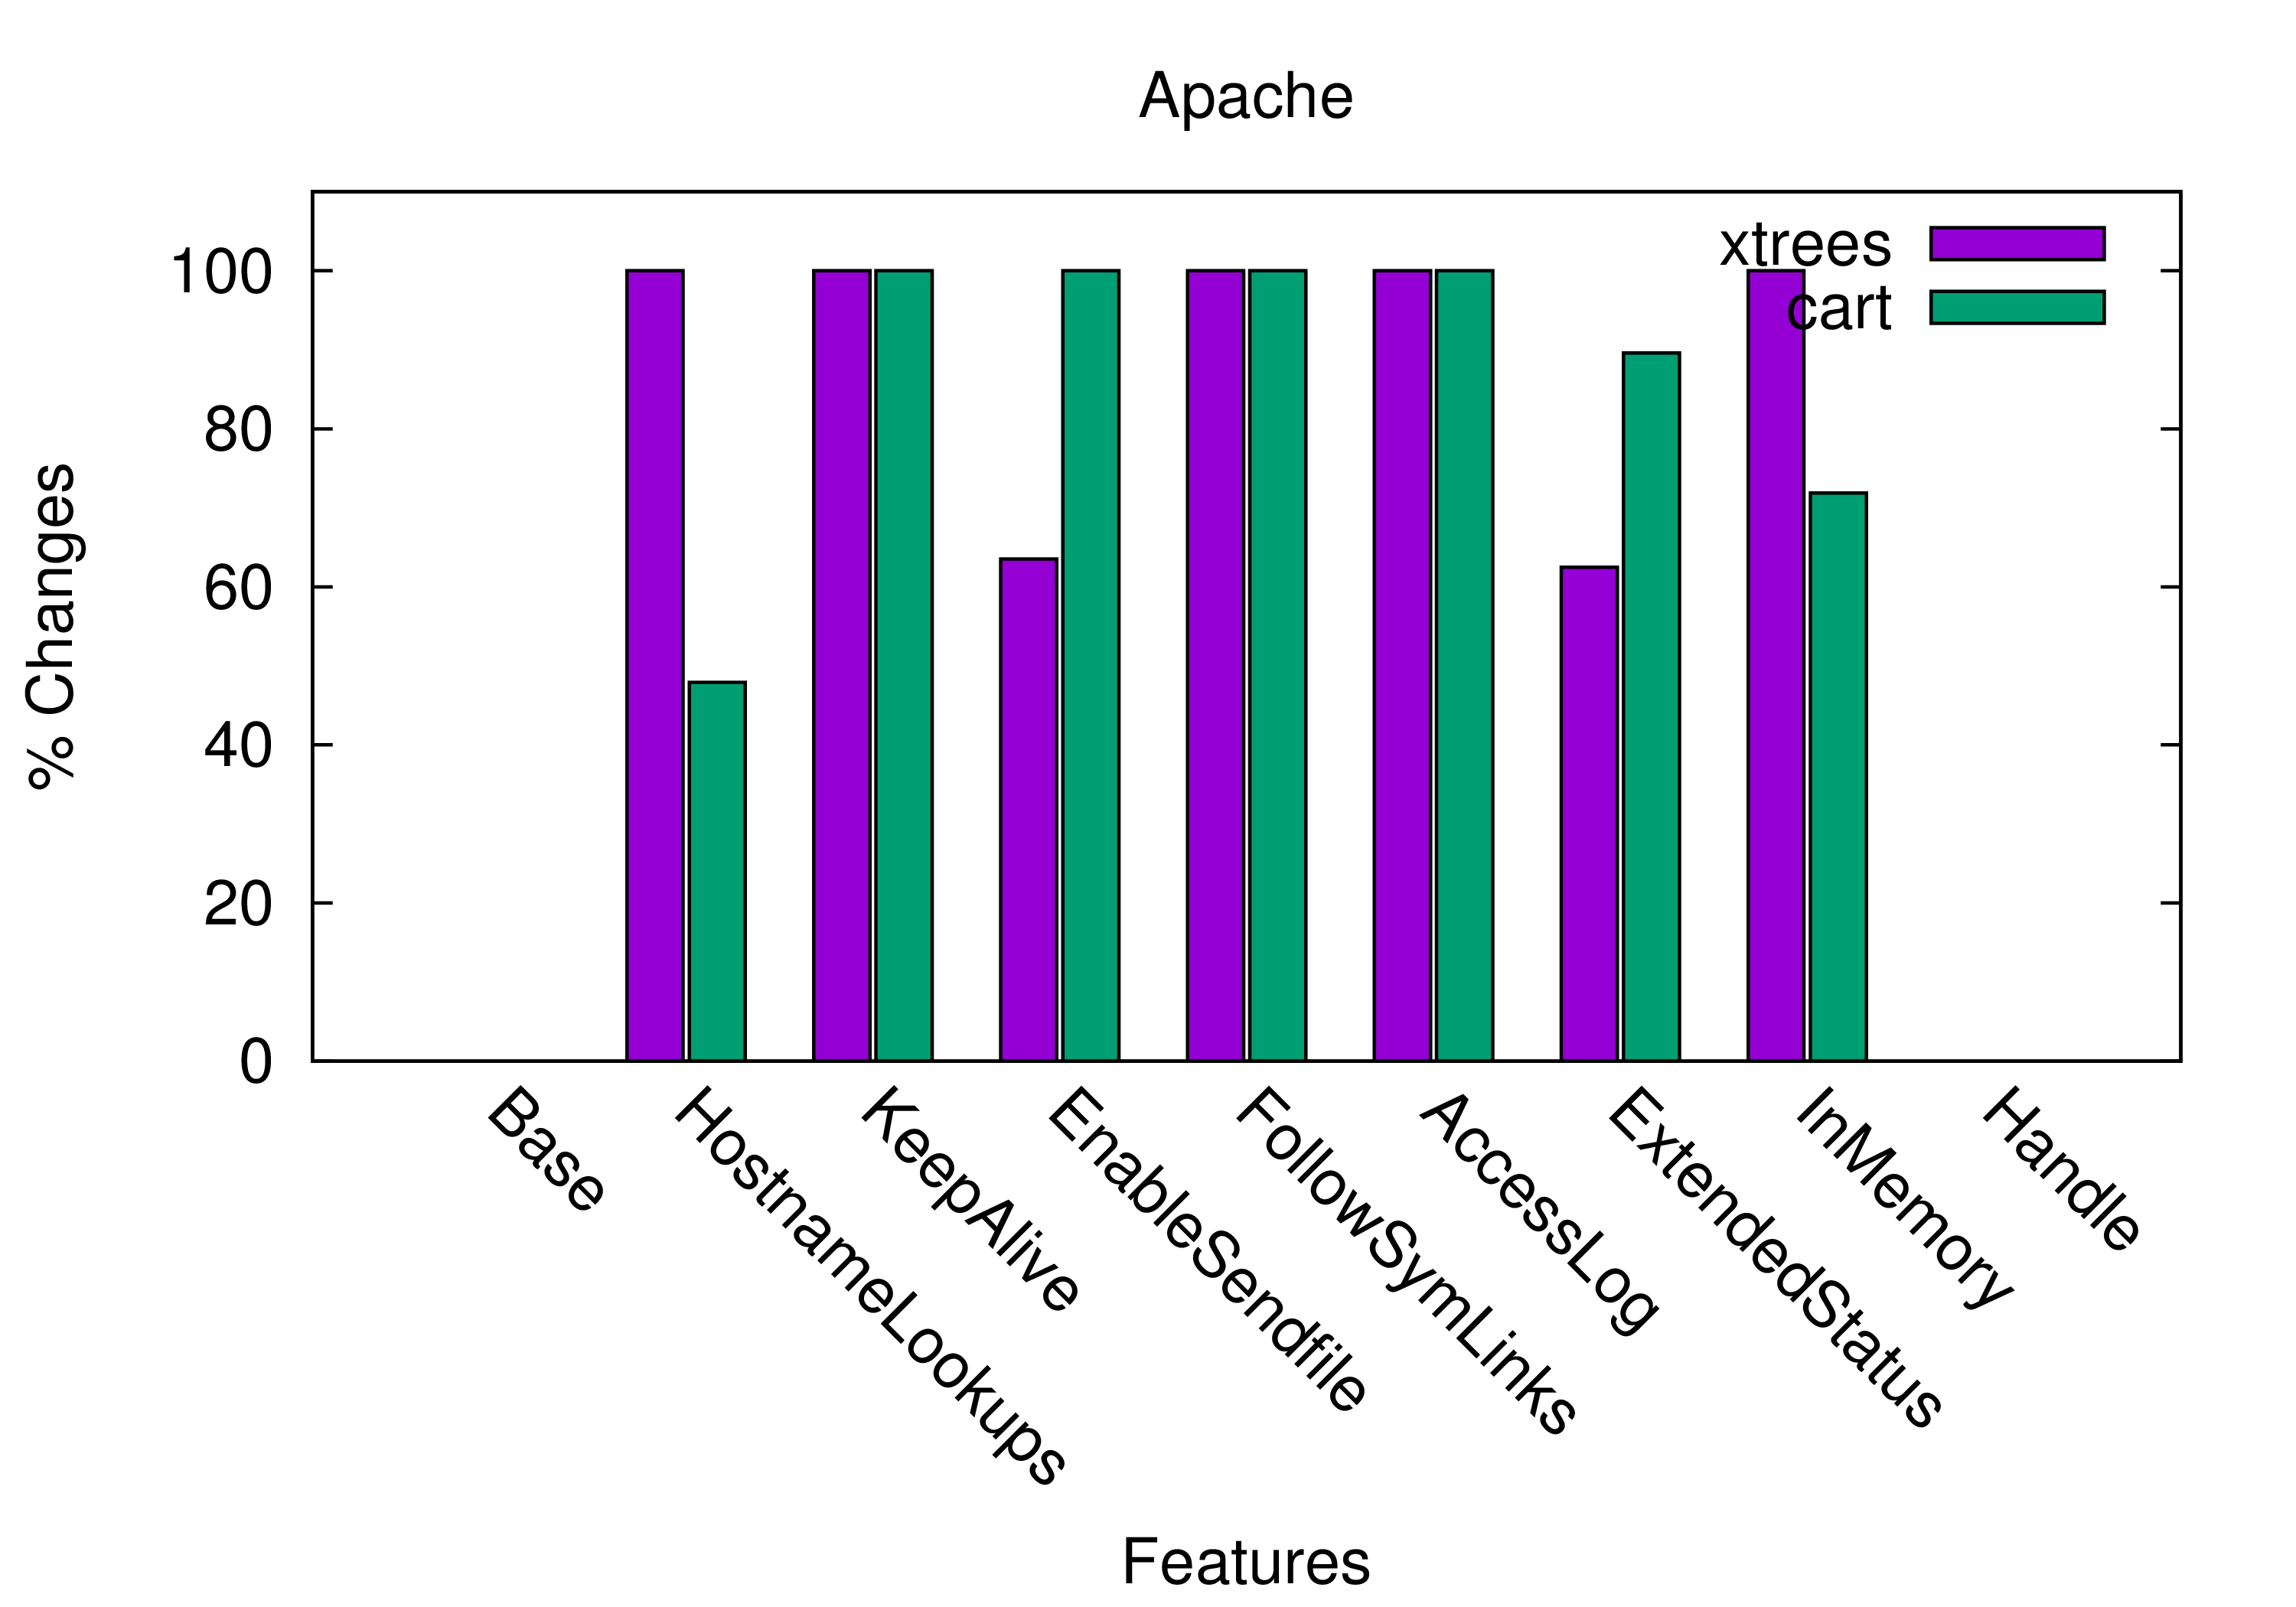 Apache
xtrees
cart
100
80
60
40
20
0
% Changes
Base
HostnameLookups
KeepAlive
EnableSendfile
FollowSymLinks
AccessLog
ExtendedStatus
InMemory
Handle
Features